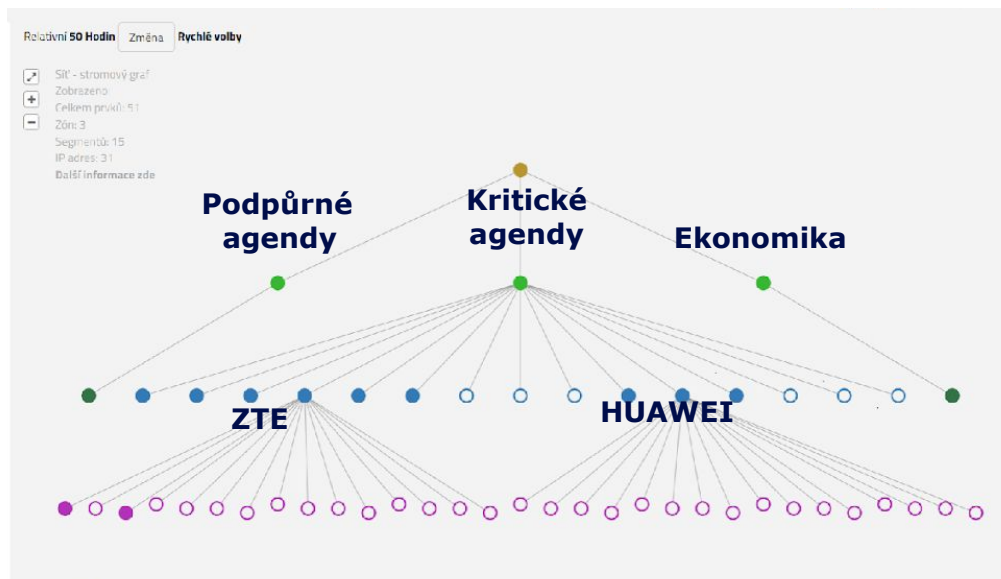 Relativní 50 Hodin Změna Rychlé volby
Síť - stromový graf
Zobrazeno
Celkem prvků: 51
Zón: 3
Segmentů: 15
IP adres: 31
Další informace zde
Podpůrné
agendy
Kritické
agendy
Ekonomika
ZTE
HUAWEI